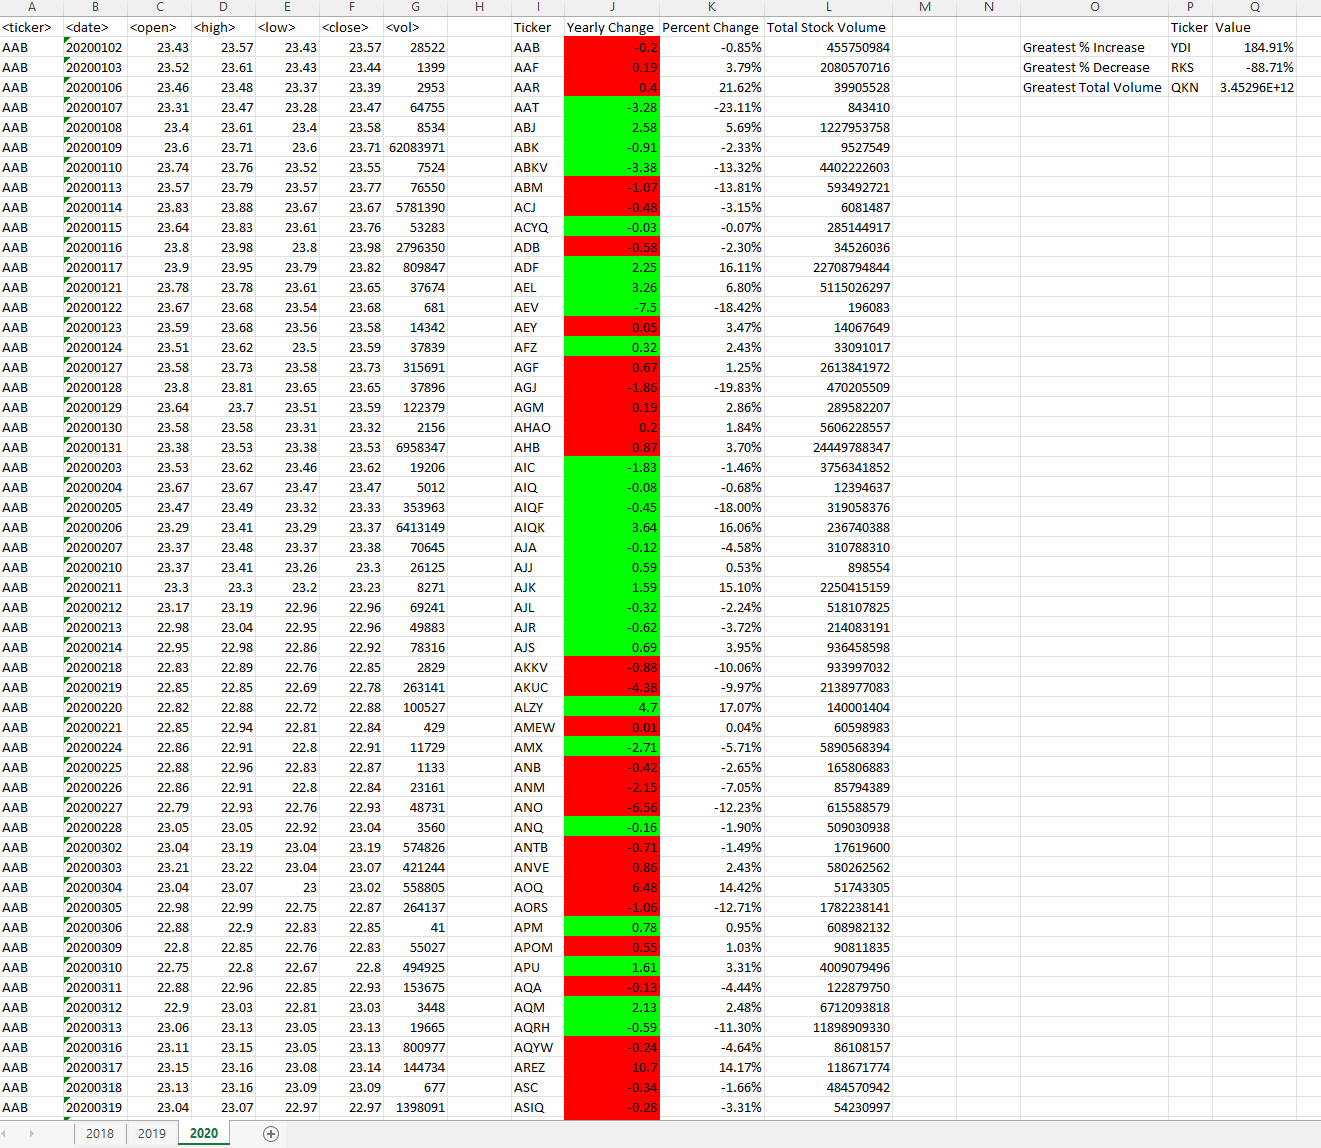 A B C D E F G H I J K L M N O P Q
<ticker> <date> <open> <high> <low> <close> <vol> Ticker Yearly Change Percent Change Total Stock Volume Ticker Value
AAB 20200102 23.43 23.57 23.43 23.57 28522 AAB -0.2 -0.85% 455750984 Greatest % Increase YDI 184.91%
AAB 20200103 23.52 23.61 23.43 23.44 1399 AAF 0.19 3.79% 2080570716 Greatest % Decrease RKS -88.71%
AAB 20200106 23.46 23.48 23.37 23.39 2953 AAR 0.4 21.62% 39905528 Greatest Total Volume QKN 3.45296E+12
AAB 20200107 23.31 23.47 23.28 23.47 64755 AAT -3.28 -23.11% 843410
AAB 20200108 23.4 23.61 23.4 23.58 8534 ABJ 2.58 5.69% 1227953758
AAB 20200109 23.6 23.71 23.6 23.71 62083971 ABK -0.91 -2.33% 9527549
AAB 20200110 23.74 23.76 23.52 23.55 7524 ABKV -3.38 -13.32% 4402222603
AAB 20200113 23.57 23.79 23.57 23.77 76550 ABM -1.07 -13.81% 593492721
AAB 20200114 23.83 23.88 23.67 23.67 5781390 ACJ -0.48 -3.15% 6081487
AAB 20200115 23.64 23.83 23.61 23.76 53283 ACYQ -0.03 -0.07% 285144917
AAB 20200116 23.8 23.98 23.8 23.98 2796350 ADB -0.58 -2.30% 34526036
AAB 20200117 23.9 23.95 23.79 23.82 809847 ADF 2.25 16.11% 22708794844
AAB 20200121 23.78 23.78 23.61 23.65 37674 AEL 3.26 6.80% 5115026297
AAB 20200122 23.67 23.68 23.54 23.68 681 AEV -7.5 -18.42% 196083
AAB 20200123 23.59 23.68 23.56 23.58 14342 AEY 0.05 3.47% 14067649
AAB 20200124 23.51 23.62 23.5 23.59 37839 AFZ 0.32 2.43% 33091017
AAB 20200127 23.58 23.73 23.58 23.73 315691 AGF 0.67 1.25% 2613841972
AAB 20200128 23.8 23.81 23.65 23.65 37896 AGJ -1.86 -19.83% 470205509
AAB 20200129 23.64 23.7 23.51 23.59 122379 AGM 0.19 2.86% 289582207
AAB 20200130 23.58 23.58 23.31 23.32 2156 AHAO 0.2 1.84% 5606228557
AAB 20200131 23.38 23.53 23.38 23.53 6958347 AHB 0.87 3.70% 24449788347
AAB 20200203 23.53 23.62 23.46 23.62 19206 AIC -1.83 -1.46% 3756341852
AAB 20200204 23.67 23.67 23.47 23.47 5012 AIQ -0.08 -0.68% 12394637
AAB 20200205 23.47 23.49 23.32 23.33 353963 AIQF -0.45 -18.00% 319058376
AAB 20200206 23.29 23.41 23.29 23.37 6413149 AIQK 3.64 16.06% 236740388
AAB 20200207 23.37 23.48 23.37 23.38 70645 AJA -0.12 -4.58% 310788310
AAB 20200210 23.37 23.41 23.26 23.3 26125 AJJ 0.59 0.53% 898554
AAB 20200211 23.3 23.3 23.2 23.23 8271 AJK 1.59 15.10% 2250415159
AAB 20200212 23.17 23.19 22.96 22.96 69241 AJL -0.32 -2.24% 518107825
AAB 20200213 22.98 23.04 22.95 22.96 49883 AJR -0.62 -3.72% 214083191
AAB 20200214 22.95 22.98 22.86 22.92 78316 AJS 0.69 3.95% 936458598
AAB 20200218 22.83 22.89 22.76 22.85 2829 AKKV -0.88 -10.06% 933997032
AAB 20200219 22.85 22.85 22.69 22.78 263141 AKUC -4.38 -9.97% 2138977083
AAB 20200220 22.82 22.88 22.72 22.88 100527 ALZY 4.7 17.07% 140001404
AAB 20200221 22.85 22.94 22.81 22.84 429 AMEW 0.01 0.04% 60598983
AAB 20200224 22.86 22.91 22.8 22.91 11729 AMX -2.71 -5.71% 5890568394
AAB 20200225 22.88 22.96 22.83 22.87 1133 ANB -0.42 -2.65% 165806883
AAB 20200226 22.86 22.91 22.8 22.84 23161 ANM -2.15 -7.05% 85794389
AAB 20200227 22.79 22.93 22.76 22.93 48731 ANO -6.56 -12.23% 615588579
AAB 20200228 23.05 23.05 22.92 23.04 3560 ANQ -0.16 -1.90% 509030938
AAB 20200302 23.04 23.19 23.04 23.19 574826 ANTB -0.71 -1.49% 17619600
AAB 20200303 23.21 23.22 23.04 23.07 421244 ANVE 0.86 2.43% 580262562
AAB 20200304 23.04 23.07 23 23.02 558805 AOQ 6.48 14.42% 51743305
AAB 20200305 22.98 22.99 22.75 22.87 264137 AORS -1.06 -12.71% 1782238141
AAB 20200306 22.88 22.9 22.83 22.85 41 APM 0.78 0.95% 608982132
AAB 20200309 22.8 22.85 22.76 22.83 55027 APOM 0.55 1.03% 90811835
AAB 20200310 22.75 22.8 22.67 22.8 494925 APU 1.61 3.31% 4009079496
AAB 20200311 22.88 22.96 22.85 22.93 153675 AQA -0.13 -4.44% 122879750
AAB 20200312 22.9 23.03 22.81 23.03 3448 AQM 2.13 2.48% 6712093818
AAB 20200313 23.06 23.13 23.05 23.13 19665 AQRH -0.59 -11.30% 11898909330
AAB 20200316 23.11 23.15 23.05 23.13 800977 AQYW -0.24 -4.64% 86108157
AAB 20200317 23.15 23.16 23.08 23.14 144734 AREZ 10.7 14.17% 118671774
AAB 20200318 23.13 23.16 23.09 23.09 677 ASC -0.34 -1.66% 484570942
AAB 20200319 23.04 23.07 22.97 22.97 1398091 ASIQ -0.28 -3.31% 54230997
2018 2019 2020